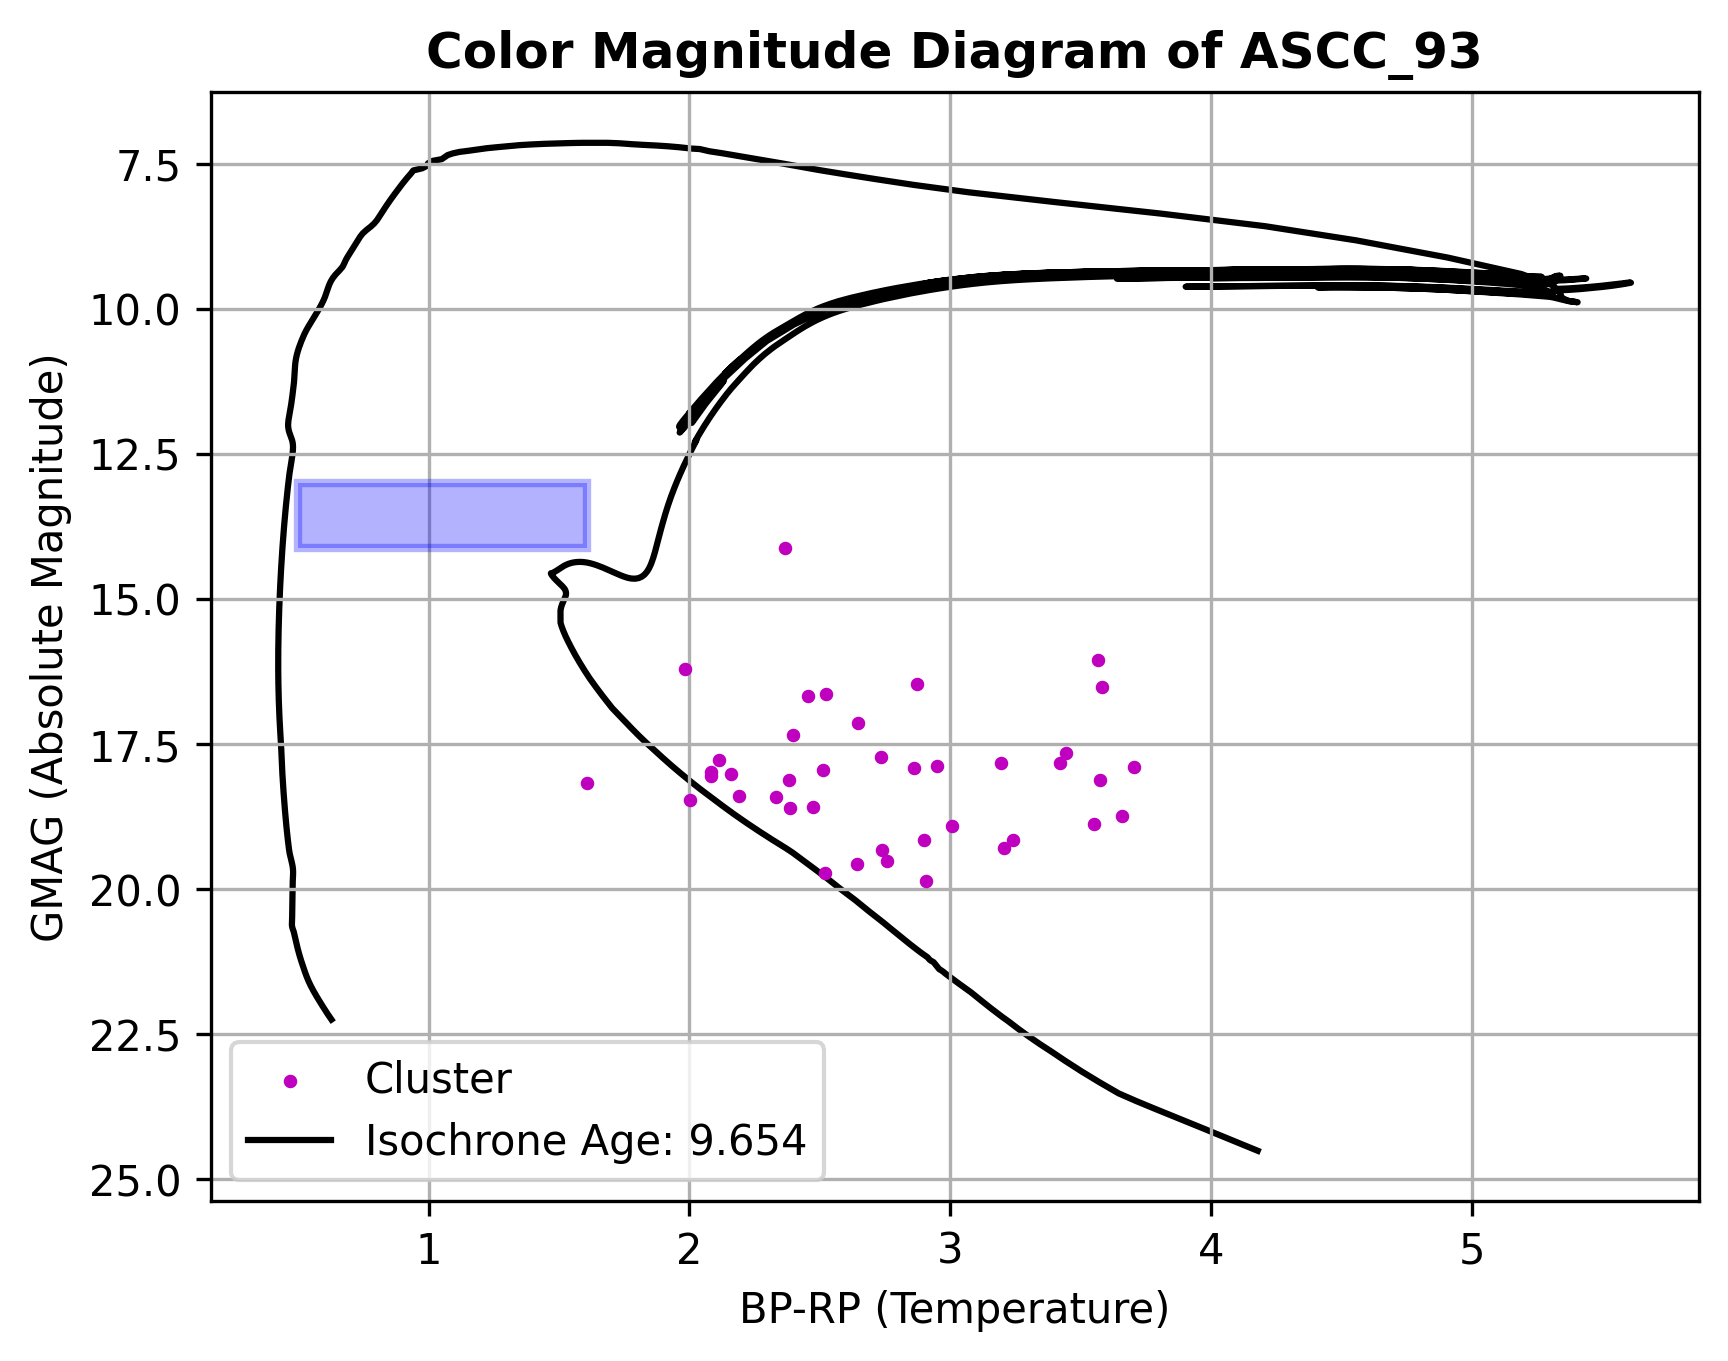 Color Magnitude Diagram of ASCC_93
GMAG (Absolute Magnitude)
7.5
10.0
12.5
15.0
17.5
20.0
22.5
25.0
Cluster
Isochrone Age: 9.654
1 2 3 4 5
BP-RP (Temperature)